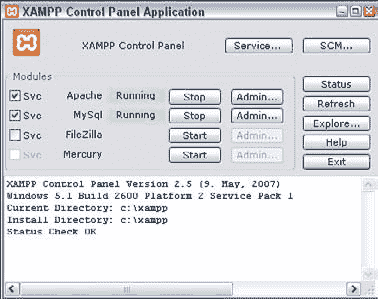 XAMPP Control Panel Application
XAMPP Control Panel
Service...
SCM...
Modules
Svc Apache Running Stop Admin...
Svc MySql Running Stop Admin...
Svc FileZilla Start Admin...
Svc Mercury Start Admin...
Status
Refresh
Explore...
Help
Exit
XAMPP Control Panel Version 2.5 (9. May, 2007)
Windows 5.1 Build 2600 Platform 2 Service Pack 1
Current Directory: c:\xampp
Install Directory: c:\xampp
Status Check OK